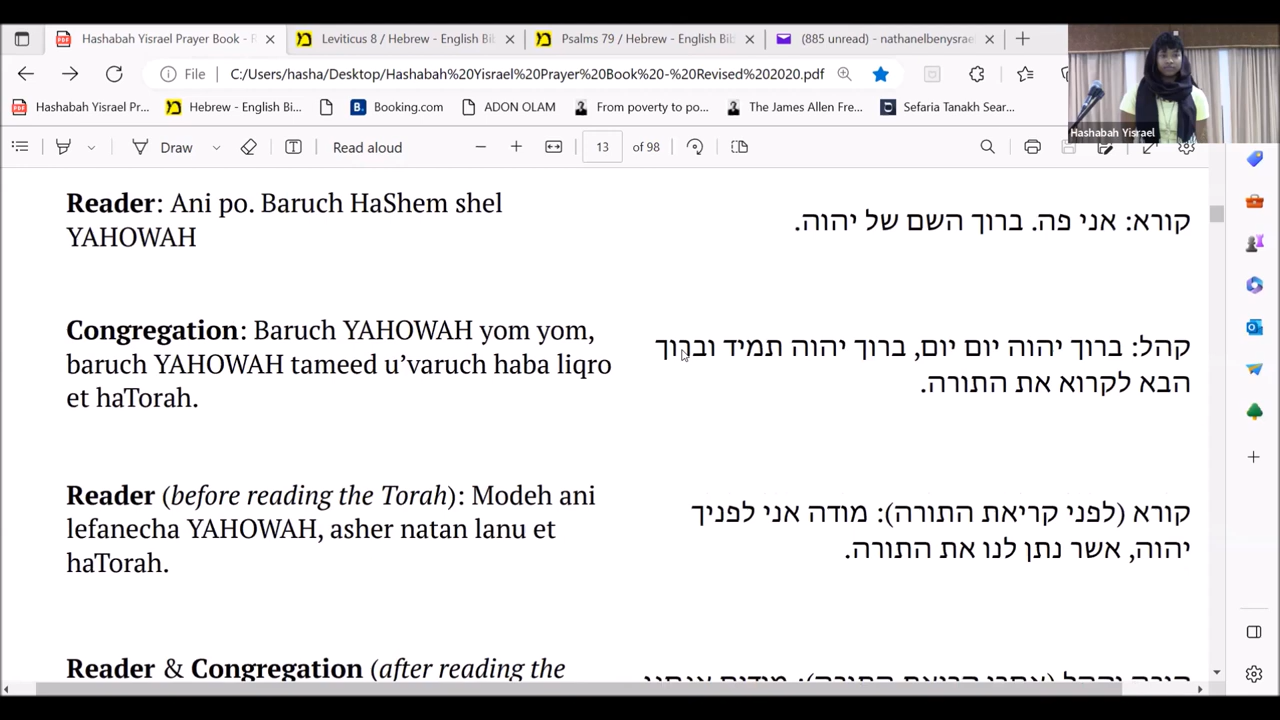 Hashabah Yisrael Prayer Book - R
Leviticus 8 / Hebrew - English Bi
Psalms 79 / Hebrew - English Bib
(885 unread) - nathanelbenysrae
File
C:/Users/hasha/Desktop/Hashabah%20Yisrael%20Prayer%20Book%20-%20Revised%202020.pdf
Hashabah Yisrael Pr...
Hebrew - English Bi...
Booking.com
ADON OLAM
From poverty to po...
The James Allen Fre...
Sefaria Tanakh Sear...
Hashabah Yisrael
Draw
Read aloud
13 of 98
Reader: Ani po. Baruch HaShem shel
YAHOWAH
קורא: אני פה. ברוך השם של יהוה.
Congregation: Baruch YAHOWAH yom yom,
baruch YAHOWAH tameed u’varuch haba liqro
et haTorah.
קהל: ברוך יהוה יום יום, ברוך יהוה תמיד וברוך
הבא לקרוא את התורה.
Reader (before reading the Torah): Modeh ani
lefanecha YAHOWAH, asher natan lanu et
haTorah.
קורא (לפני קריאת התורה): מודה אני לפניך
יהוה, אשר נתן לנו את התורה.
Reader & Congregation (after reading the